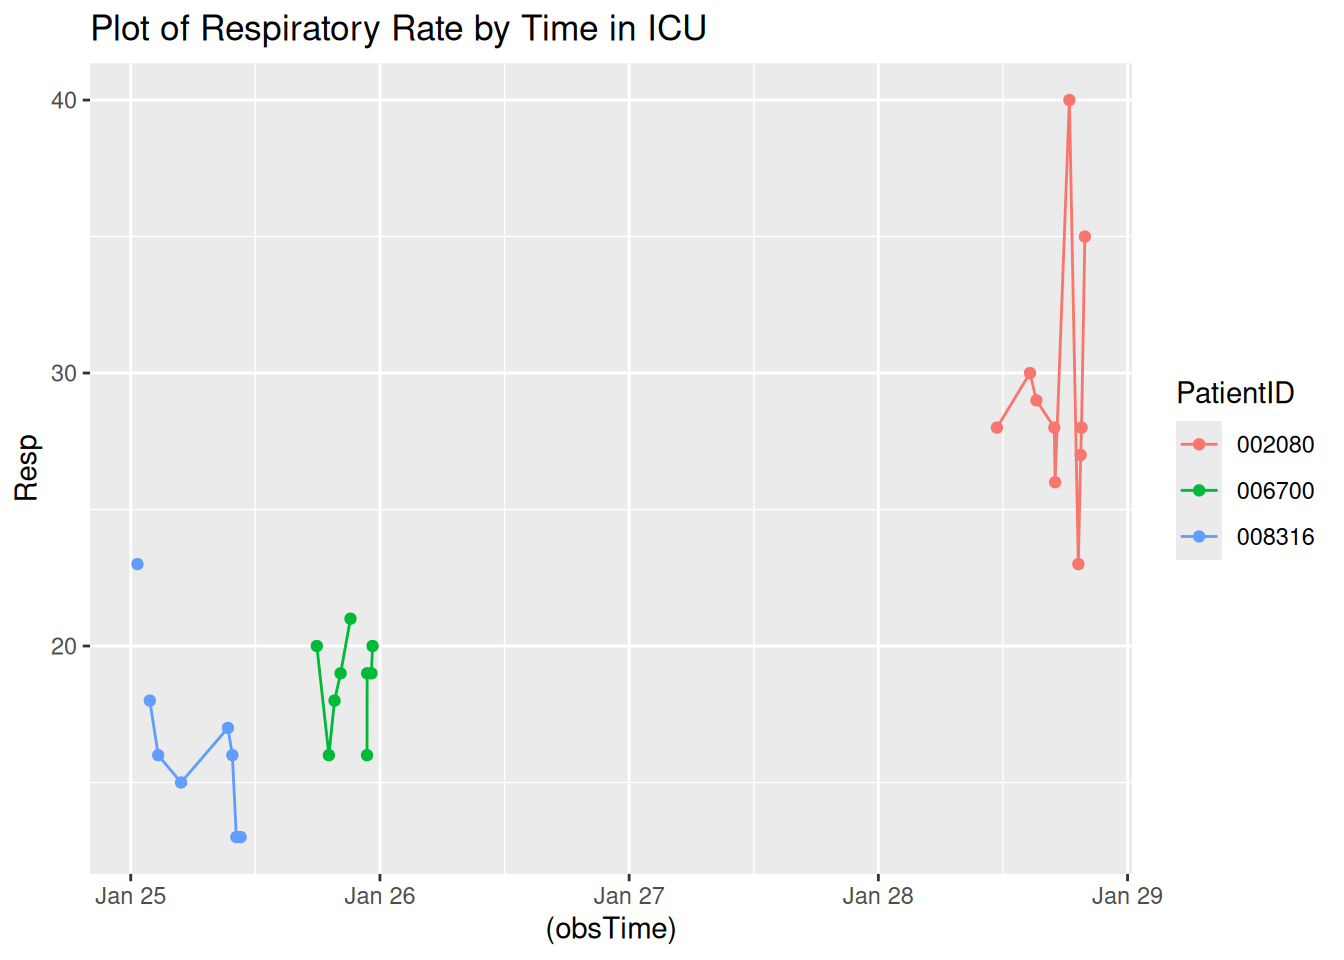 Plot of Respiratory Rate by Time in ICU
40
30
20
Resp
Jan 25 Jan 26 Jan 27 Jan 28 Jan 29
(obsTime)
PatientID
002080
006700
008316